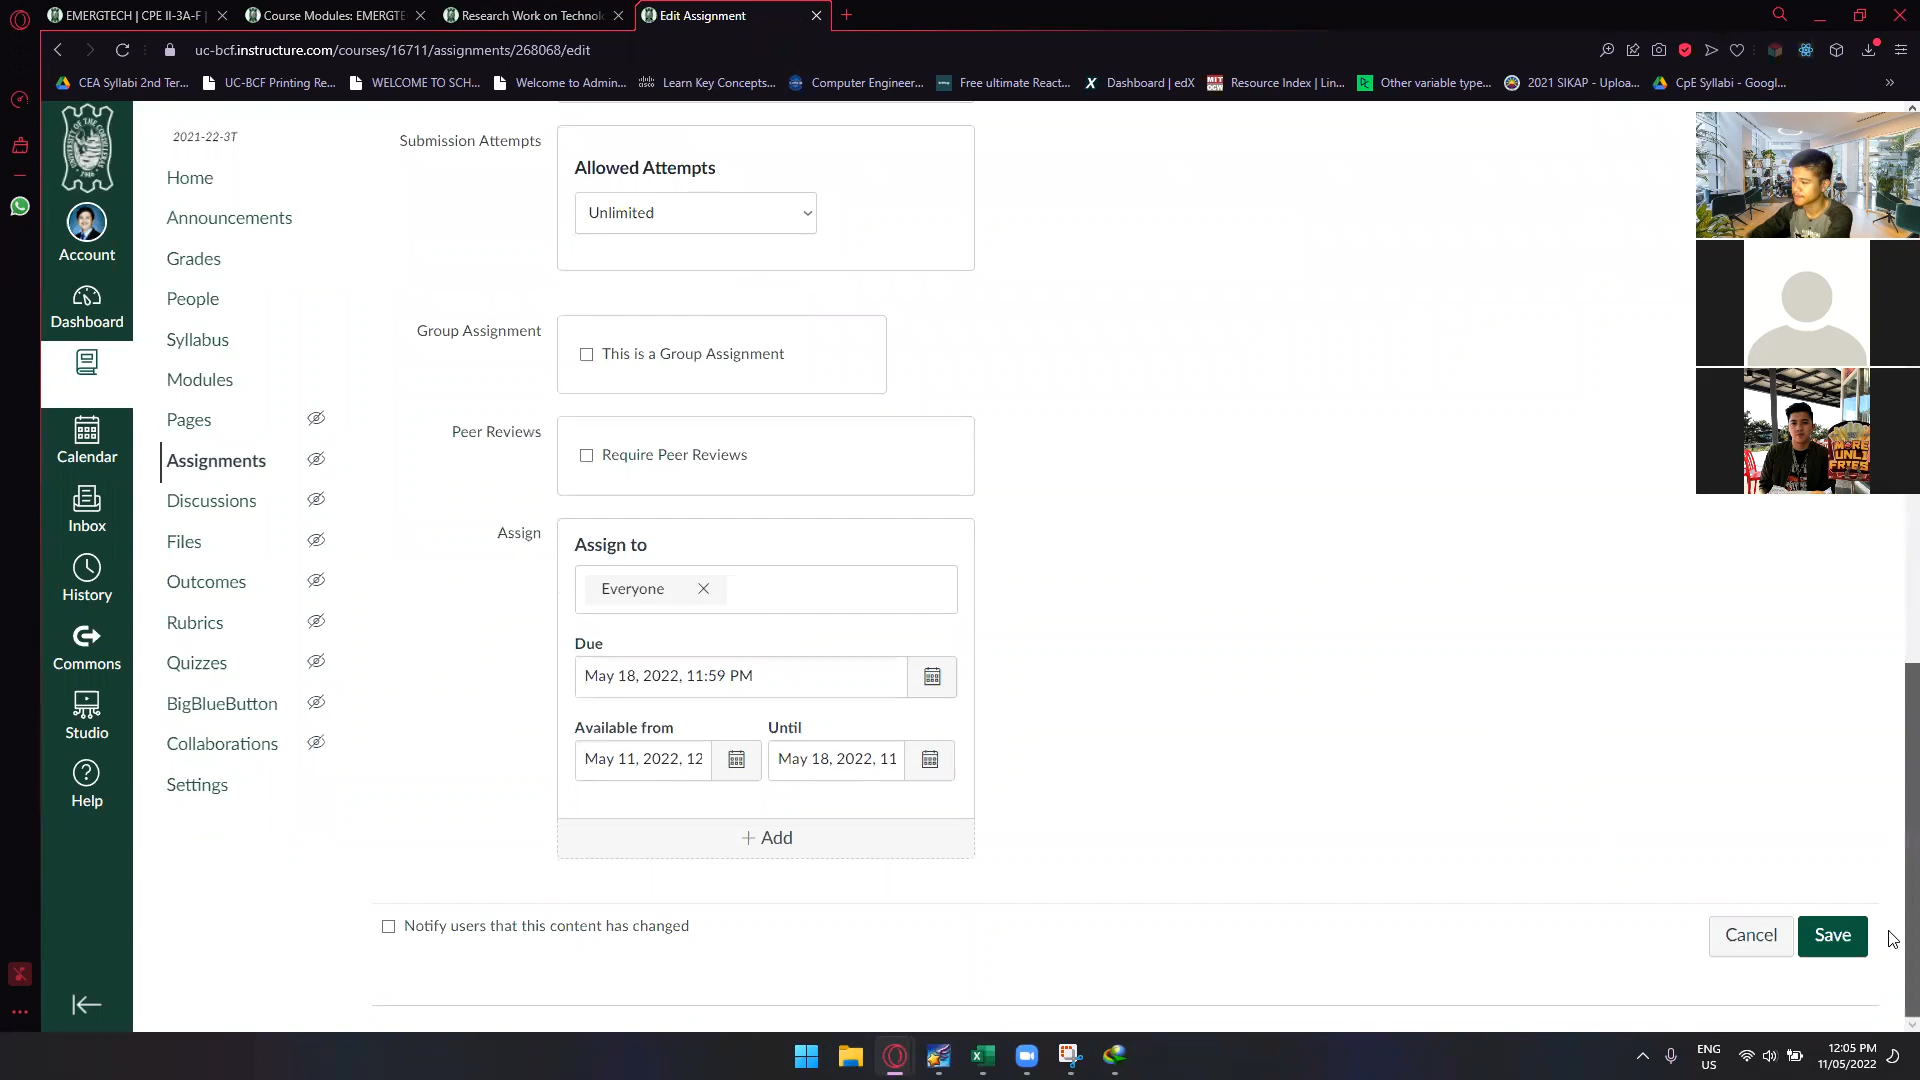 EMERGTECH | CPE II-3A-F |
Course Modules: EMERGTE
Research Work on Technolo
Edit Assignment
uc-bcf.instructure.com/courses/16711/assignments/268068/edit
CEA Syllabi 2nd Ter...
UC-BCF Printing Re...
WELCOME TO SCH...
Welcome to Admin...
Learn Key Concepts...
Computer Engineer...
Free ultimate React...
Dashboard | edX
Resource Index | Lin...
Other variable type...
2021 SIKAP - Uploa...
CpE Syllabi - Googl...
Account
Dashboard
Calendar
Inbox
History
Commons
Studio
Help
2021-22-3T
Home
Announcements
Grades
People
Syllabus
Modules
Pages
Assignments
Discussions
Files
Outcomes
Rubrics
Quizzes
BigBlueButton
Collaborations
Settings
Submission Attempts
Allowed Attempts
Unlimited
Group Assignment
This is a Group Assignment
Peer Reviews
Require Peer Reviews
Assign
Assign to
Everyone
Due
May 18, 2022, 11:59 PM
Available from
Until
May 11, 2022, 12
May 18, 2022, 11
+ Add
Notify users that this content has changed
Cancel
Save
MORE
UNLI
FRIES
ENG
US
12:05 PM
11/05/2022